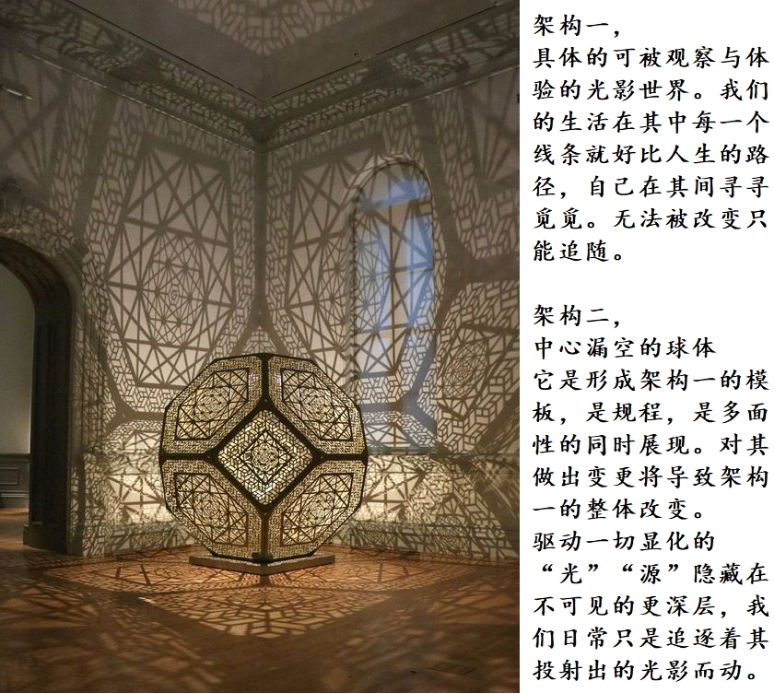 架构一，
具体的可被观察与体
验的光影世界。我们
的生活在其中每一个
线条就好比人生的路
径，自己在其间寻寻
觅觅。无法被改变只
能追随。
架构二，
中心漏空的球体
它是形成架构一的模
板，是规程，是多面
性的同时展现。对其
做出变更将导致架构
一的整体改变。
驱动一切显化的
“光”“源”隐藏在
不可见的更深层，我
们日常只是追逐着其
投射出的光影而动。